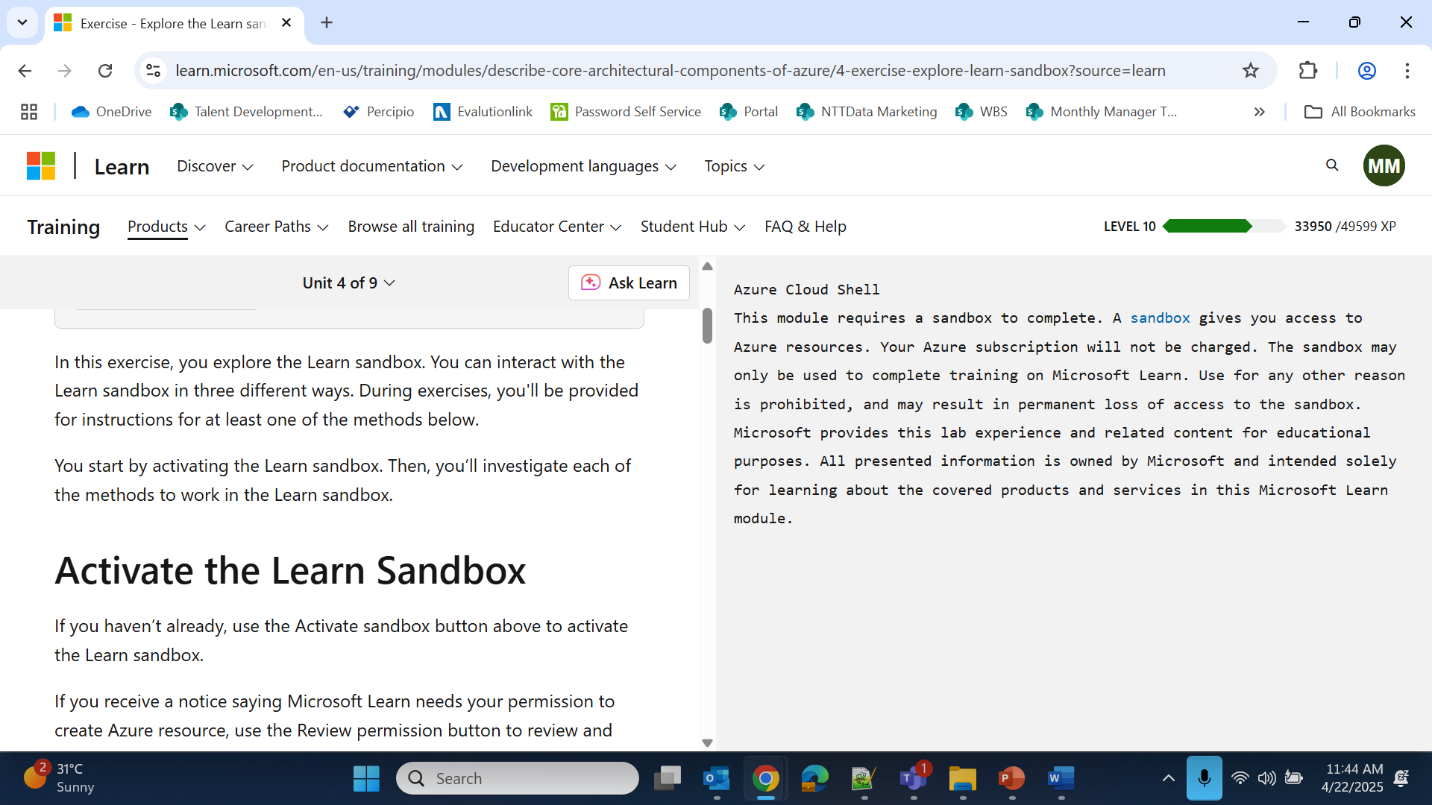 Exercise - Explore the Learn san
learn.microsoft.com/en-us/training/modules/describe-core-architectural-components-of-azure/4-exercise-explore-learn-sandbox?source=learn
OneDrive Talent Development... Percipio Evalutionlink Password Self Service Portal NTTData Marketing WBS Monthly Manager T... » All Bookmarks
Learn Discover Product documentation Development languages Topics MM
Training Products Career Paths Browse all training Educator Center Student Hub FAQ & Help LEVEL 10 33950 /49599 XP
Unit 4 of 9 Ask Learn
In this exercise, you explore the Learn sandbox. You can interact with the
Learn sandbox in three different ways. During exercises, you'll be provided
for instructions for at least one of the methods below.
You start by activating the Learn sandbox. Then, you’ll investigate each of
the methods to work in the Learn sandbox.
Activate the Learn Sandbox
If you haven’t already, use the Activate sandbox button above to activate
the Learn sandbox.
If you receive a notice saying Microsoft Learn needs your permission to
create Azure resource, use the Review permission button to review and
Azure Cloud Shell
This module requires a sandbox to complete. A sandbox gives you access to
Azure resources. Your Azure subscription will not be charged. The sandbox may
only be used to complete training on Microsoft Learn. Use for any other reason
is prohibited, and may result in permanent loss of access to the sandbox.
Microsoft provides this lab experience and related content for educational
purposes. All presented information is owned by Microsoft and intended solely
for learning about the covered products and services in this Microsoft Learn
module.
2 31°C
Sunny
Search
1
11:44 AM
4/22/2025